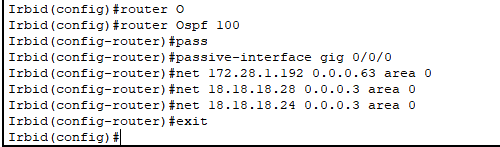 Irbid(config)#router O
Irbid(config)#router Ospf 100
Irbid(config-router)#pass
Irbid(config-router)#passive-interface gig 0/0/0
Irbid(config-router)#net 172.28.1.192 0.0.0.63 area 0
Irbid(config-router)#net 18.18.18.28 0.0.0.3 area 0
Irbid(config-router)#net 18.18.18.24 0.0.0.3 area 0
Irbid(config-router)#exit
Irbid(config)#